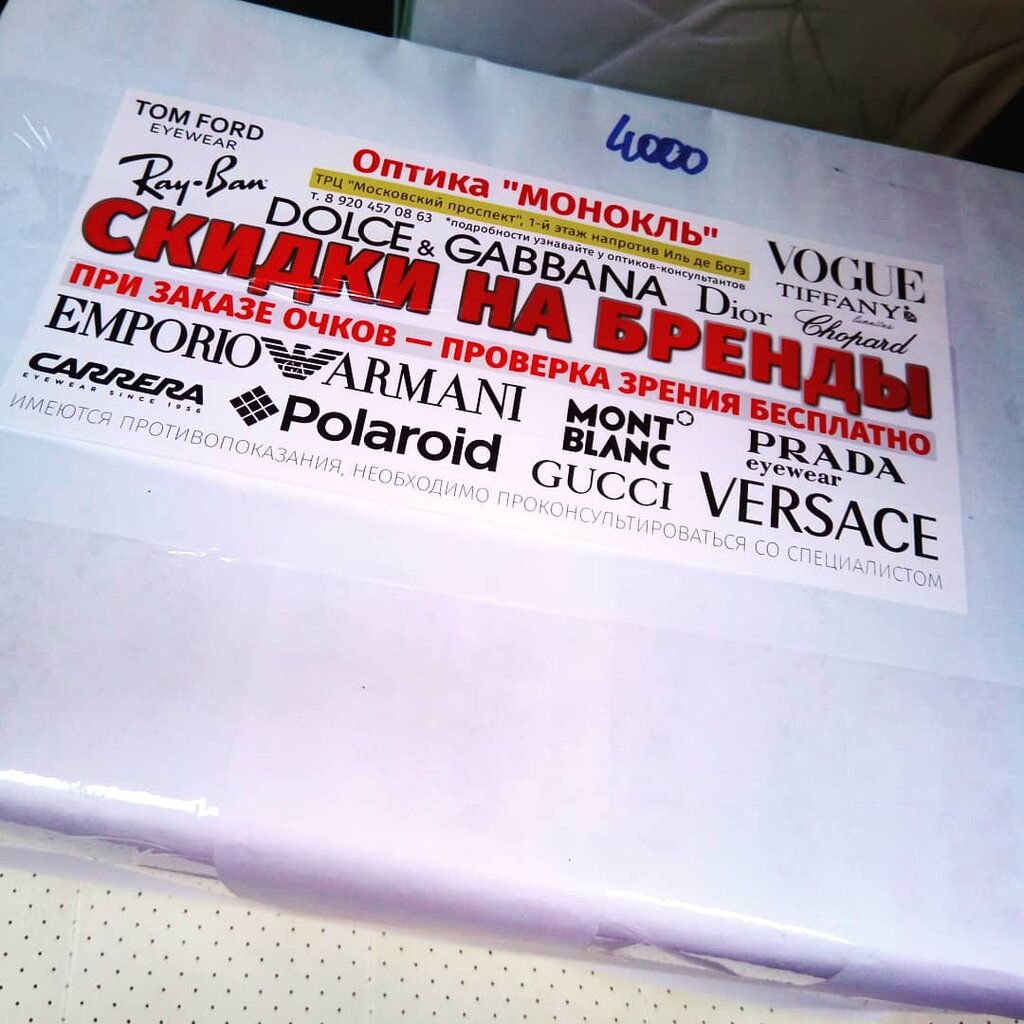 4000
TOM FORD
EYEWEAR
Ray-Ban
Оптика "МОНОКЛЬ"
ТРЦ "Московский проспект", 1-й этаж напротив Иль де Ботэ
т. 8 920 457 08 63 *подробности узнавайте у оптиков-консультантов
DOLCE & GABBANA
Dior
VOGUE
TIFFANY
Chopard
СКИДКИ НА БРЕНДЫ
ПРИ ЗАКАЗЕ ОЧКОВ — ПРОВЕРКА ЗРЕНИЯ БЕСПЛАТНО
EMPORIO ARMANI
CARRERA
EYEWEAR SINCE 1956
Polaroid
MONT
BLANC
GUCCI
PRADA
eyewear
VERSACE
ИМЕЮТСЯ ПРОТИВОПОКАЗАНИЯ, НЕОБХОДИМО ПРОКОНСУЛЬТИРОВАТЬСЯ СО СПЕЦИАЛИСТОМ